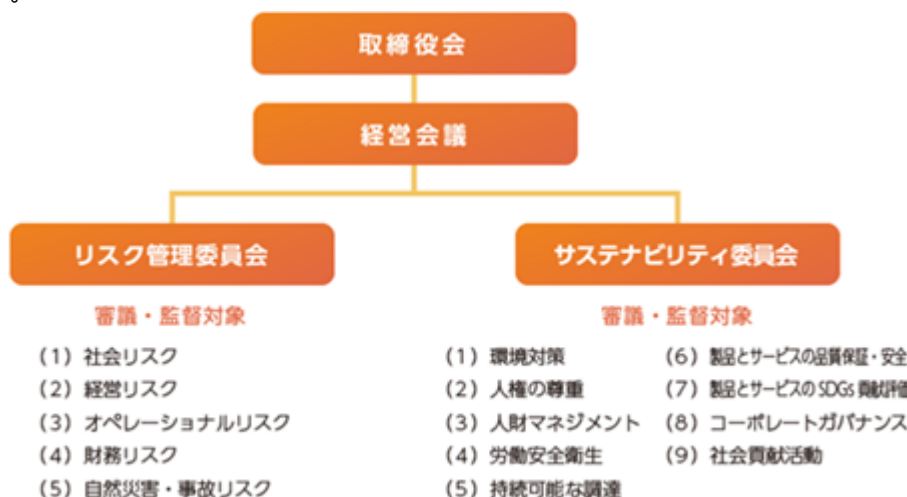 取締役会
経営会議
リスク管理委員会
審議・監督対象
(1) 社会リスク
(2) 経営リスク
(3) オペレーショナルリスク
(4) 財務リスク
(5) 自然災害・事故リスク
サステナビリティ委員会
審議・監督対象
(1) 環境対策
(2) 人権の尊重
(3) 人財マネジメント
(4) 労働安全衛生
(5) 持続可能な調達
(6) 製品とサービスの品質保証・安全
(7) 製品とサービスの SDGs 貢献評価
(8) コーポレートガバナンス
(9) 社会貢献活動